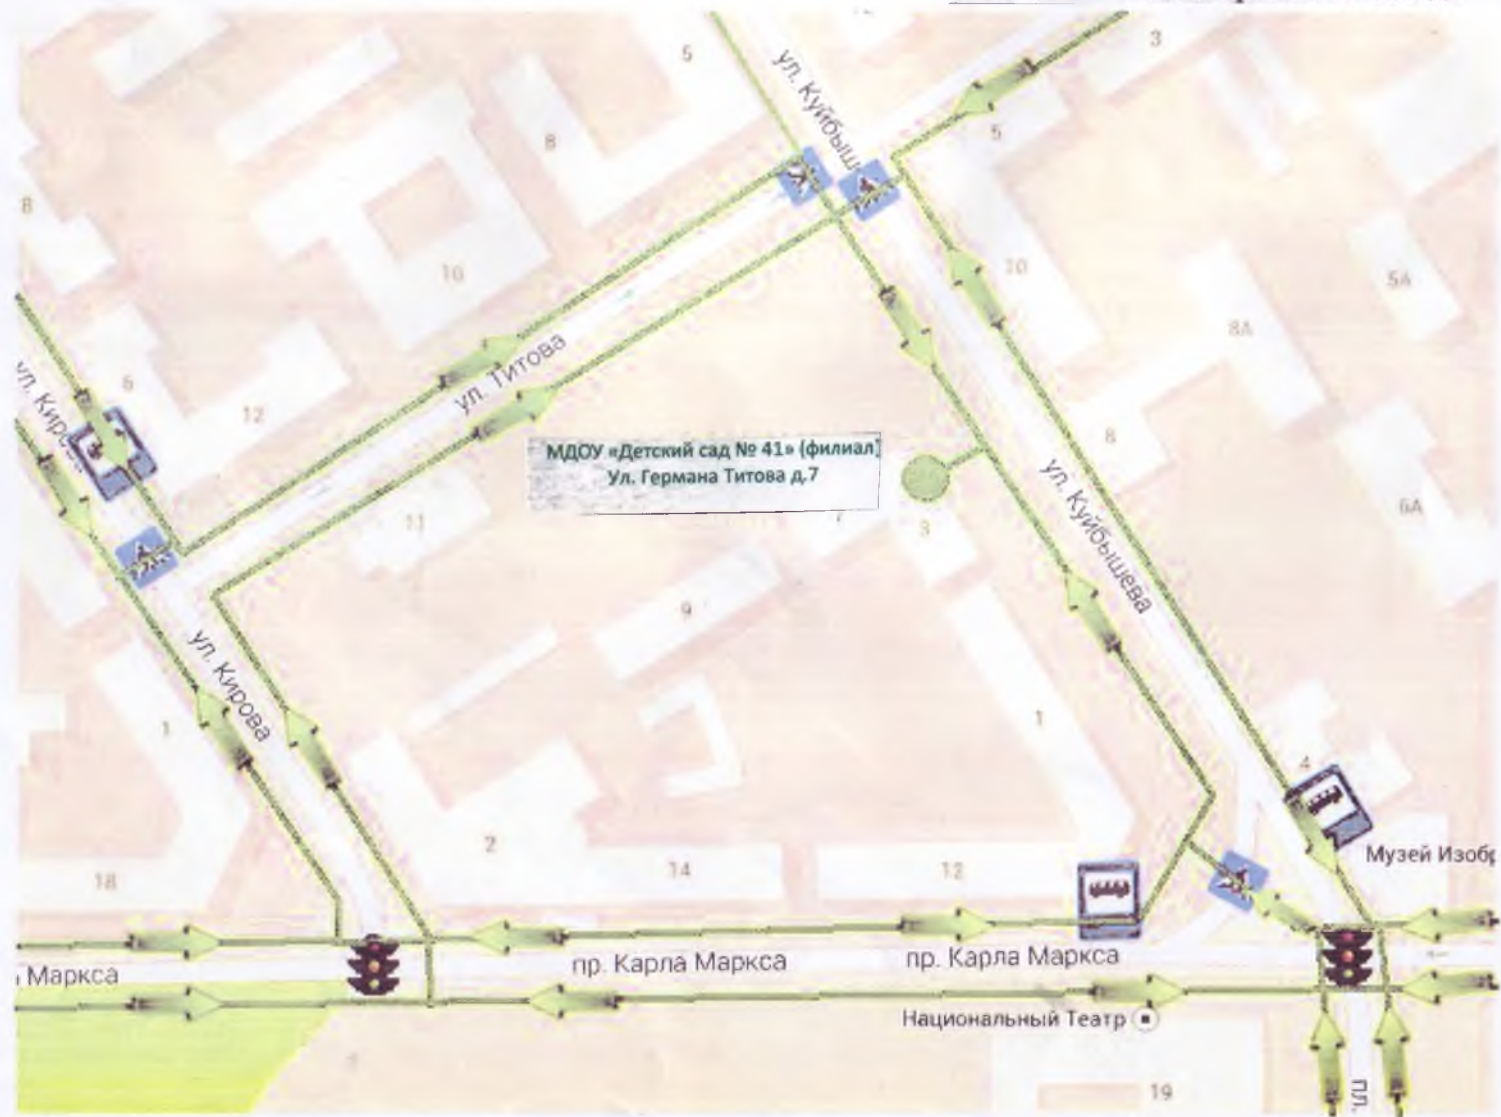 3
5
ул. Куйбыш
5
8
8
10
10
5А
8А
6
12
ул. Титова
ул. Киро
8
МДОУ «Детский сад № 41» (филиал)
Ул. Германа Титова д.7
ул. Куйбышева
6А
11
7
3
9
ул. Кирова
1
1
4
2
14
12
18
Музей Изобр
Маркса
пр. Карла Маркса
пр. Карла Маркса
Национальный Театр
19
пл.